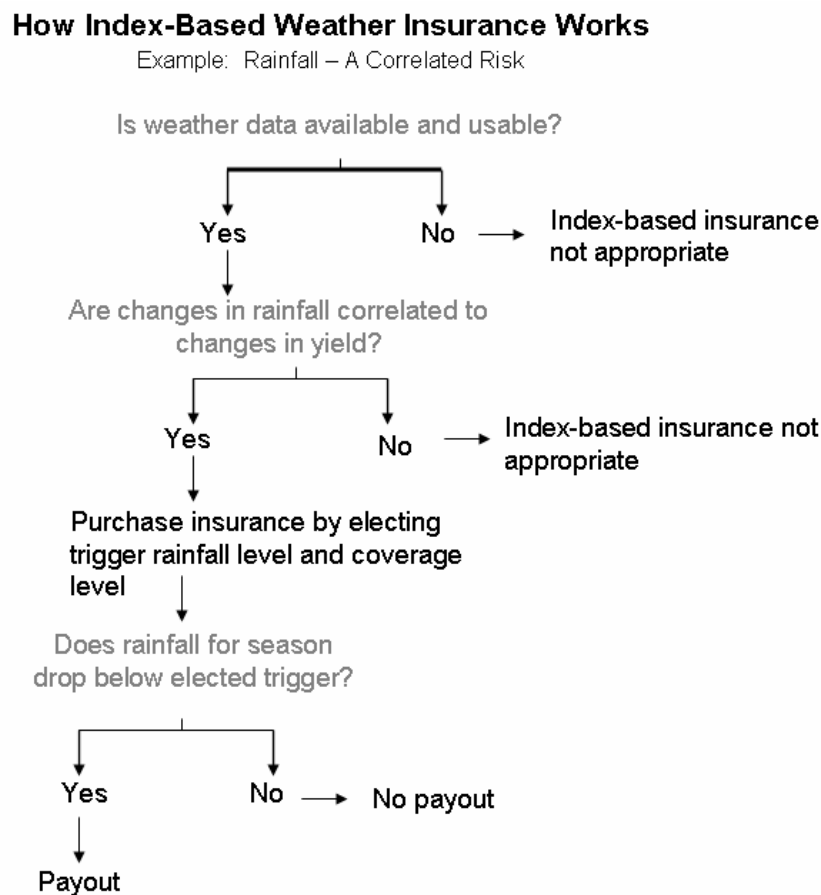 How Index-Based Weather Insurance Works
Example: Rainfall – A Correlated Risk
Is weather data available and usable?
Yes
No
Index-based insurance
not appropriate
Are changes in rainfall correlated to
changes in yield?
Yes
No
Index-based insurance not
appropriate
Purchase insurance by electing
trigger rainfall level and coverage
level
Does rainfall for season
drop below elected trigger?
Yes
No
No payout
Payout